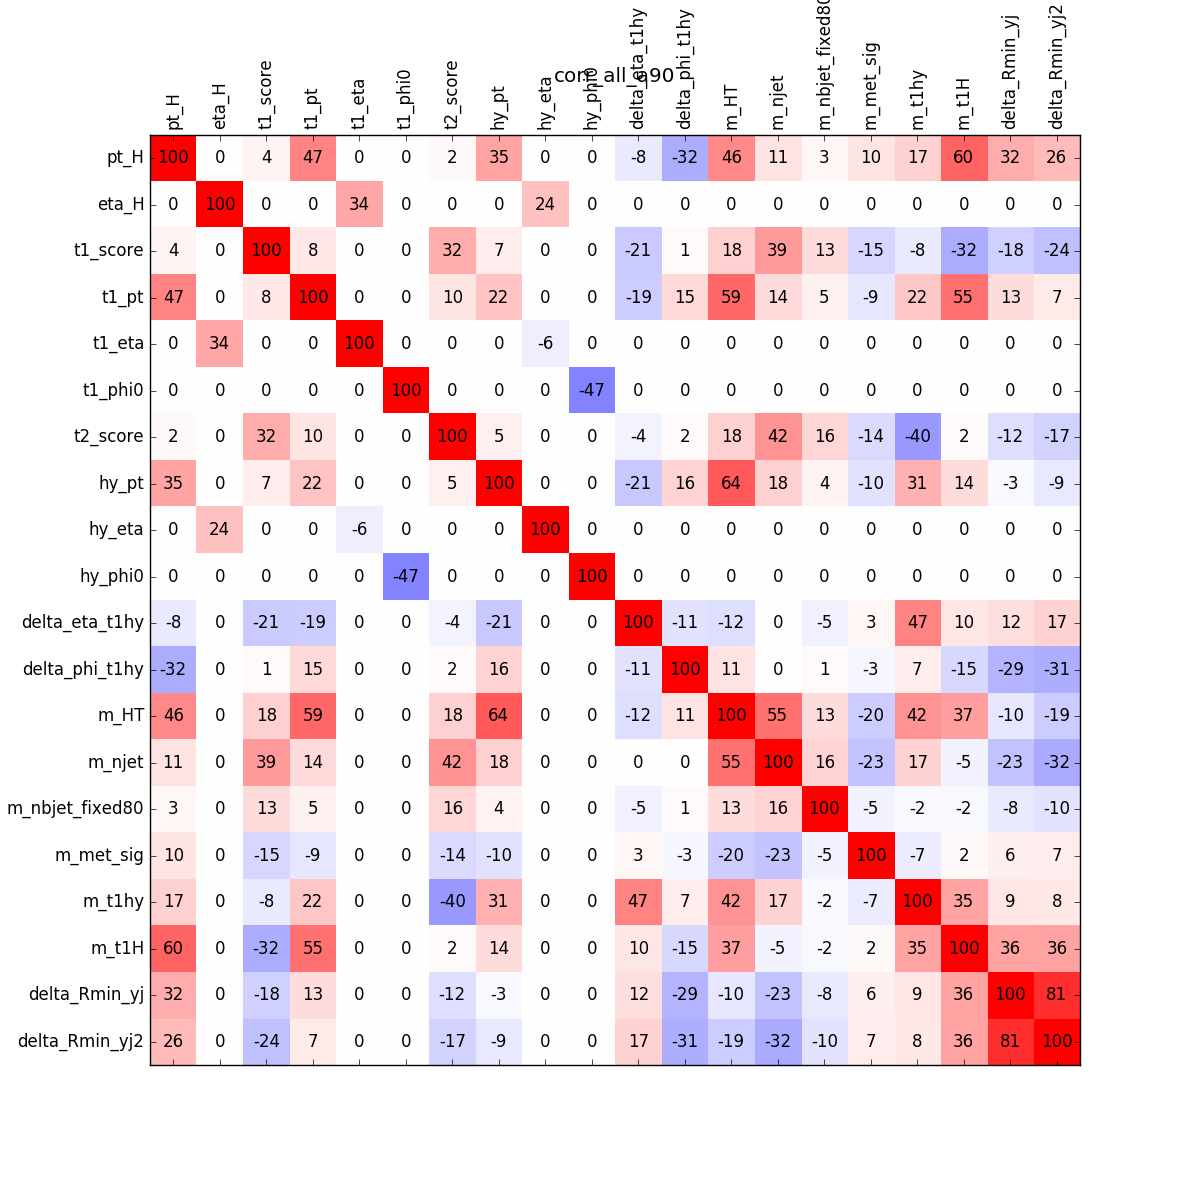 corr_all_q90
pt_H eta_H t1_score t1_pt t1_eta t1_phi0 t2_score hy_pt hy_eta hy_phi0 delta_eta_t1hy delta_phi_t1hy m_HT m_njet m_nbjet_fixed80 m_met_sig m_t1hy m_t1H delta_Rmin_yj delta_Rmin_yj2
pt_H 100 0 4 47 0 0 2 35 0 0 -8 -32 46 11 3 10 17 60 32 26
eta_H 0 100 0 0 34 0 0 0 24 0 0 0 0 0 0 0 0 0 0 0
t1_score 4 0 100 8 0 0 32 7 0 0 -21 1 18 39 13 -15 -8 -32 -18 -24
t1_pt 47 0 8 100 0 0 10 22 0 0 -19 15 59 14 5 -9 22 55 13 7
t1_eta 0 34 0 0 100 0 0 0 -6 0 0 0 0 0 0 0 0 0 0 0
t1_phi0 0 0 0 0 0 100 0 0 0 -47 0 0 0 0 0 0 0 0 0 0
t2_score 2 0 32 10 0 0 100 5 0 0 -4 2 18 42 16 -14 -40 2 -12 -17
hy_pt 35 0 7 22 0 0 5 100 0 0 -21 16 64 18 4 -10 31 14 -3 -9
hy_eta 0 24 0 0 -6 0 0 0 100 0 0 0 0 0 0 0 0 0 0 0
hy_phi0 0 0 0 0 0 -47 0 0 0 100 0 0 0 0 0 0 0 0 0 0
delta_eta_t1hy -8 0 -21 -19 0 0 -4 -21 0 0 100 -11 -12 0 -5 3 47 10 12 17
delta_phi_t1hy -32 0 1 15 0 0 2 16 0 0 -11 100 11 0 1 -3 7 -15 -29 -31
m_HT 46 0 18 59 0 0 18 64 0 0 -12 11 100 55 13 -20 42 37 -10 -19
m_njet 11 0 39 14 0 0 42 18 0 0 0 0 55 100 16 -23 17 -5 -23 -32
m_nbjet_fixed80 3 0 13 5 0 0 16 4 0 0 -5 1 13 16 100 -5 -2 -2 -8 -10
m_met_sig 10 0 -15 -9 0 0 -14 -10 0 0 3 -3 -20 -23 -5 100 -7 2 6 7
m_t1hy 17 0 -8 22 0 0 -40 31 0 0 47 7 42 17 -2 -7 100 35 9 8
m_t1H 60 0 -32 55 0 0 2 14 0 0 10 -15 37 -5 -2 2 35 100 36 36
delta_Rmin_yj 32 0 -18 13 0 0 -12 -3 0 0 12 -29 -10 -23 -8 6 9 36 100 81
delta_Rmin_yj2 26 0 -24 7 0 0 -17 -9 0 0 17 -31 -19 -32 -10 7 8 36 81 100